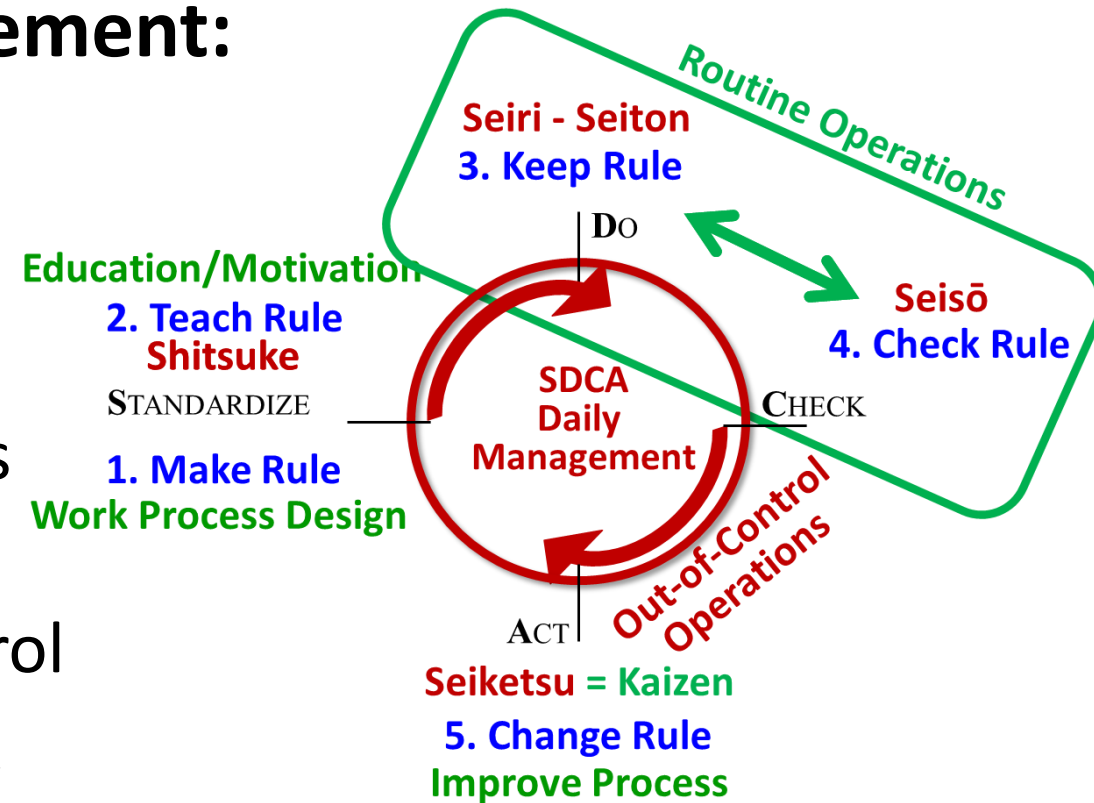 ement:
Routine Operations
Seiri - Seiton
3. Keep Rule
DO
Education/Motivation
2. Teach Rule
Shitsuke
STANDARDIZE
Seisō
4. Check Rule
CHECK
SDCA
Daily
Management
s
1. Make Rule
Work Process Design
Out-of-Control
Operations
rol
ACT
Seiketsu = Kaizen
5. Change Rule
Improve Process